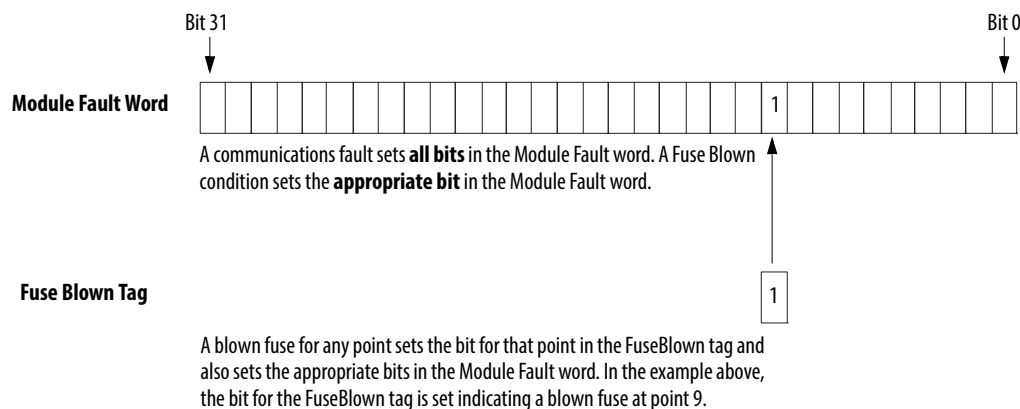 Bit 31
Bit 0
Module Fault Word
1
A communications fault sets all bits in the Module Fault word. A Fuse Blown
condition sets the appropriate bit in the Module Fault word.
Fuse Blown Tag
1
A blown fuse for any point sets the bit for that point in the FuseBlown tag and
also sets the appropriate bits in the Module Fault word. In the example above,
the bit for the FuseBlown tag is set indicating a blown fuse at point 9.